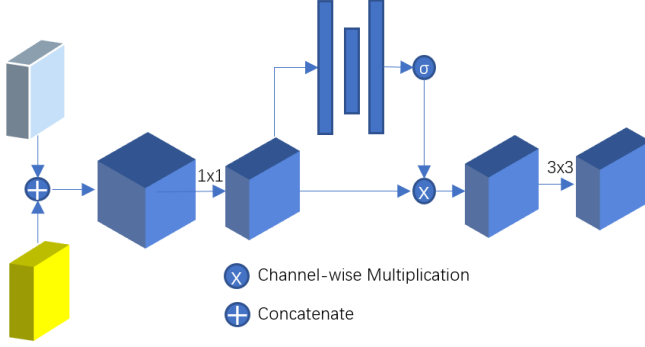 σ
1x1
3x3
X
X Channel-wise Multiplication
+ Concatenate